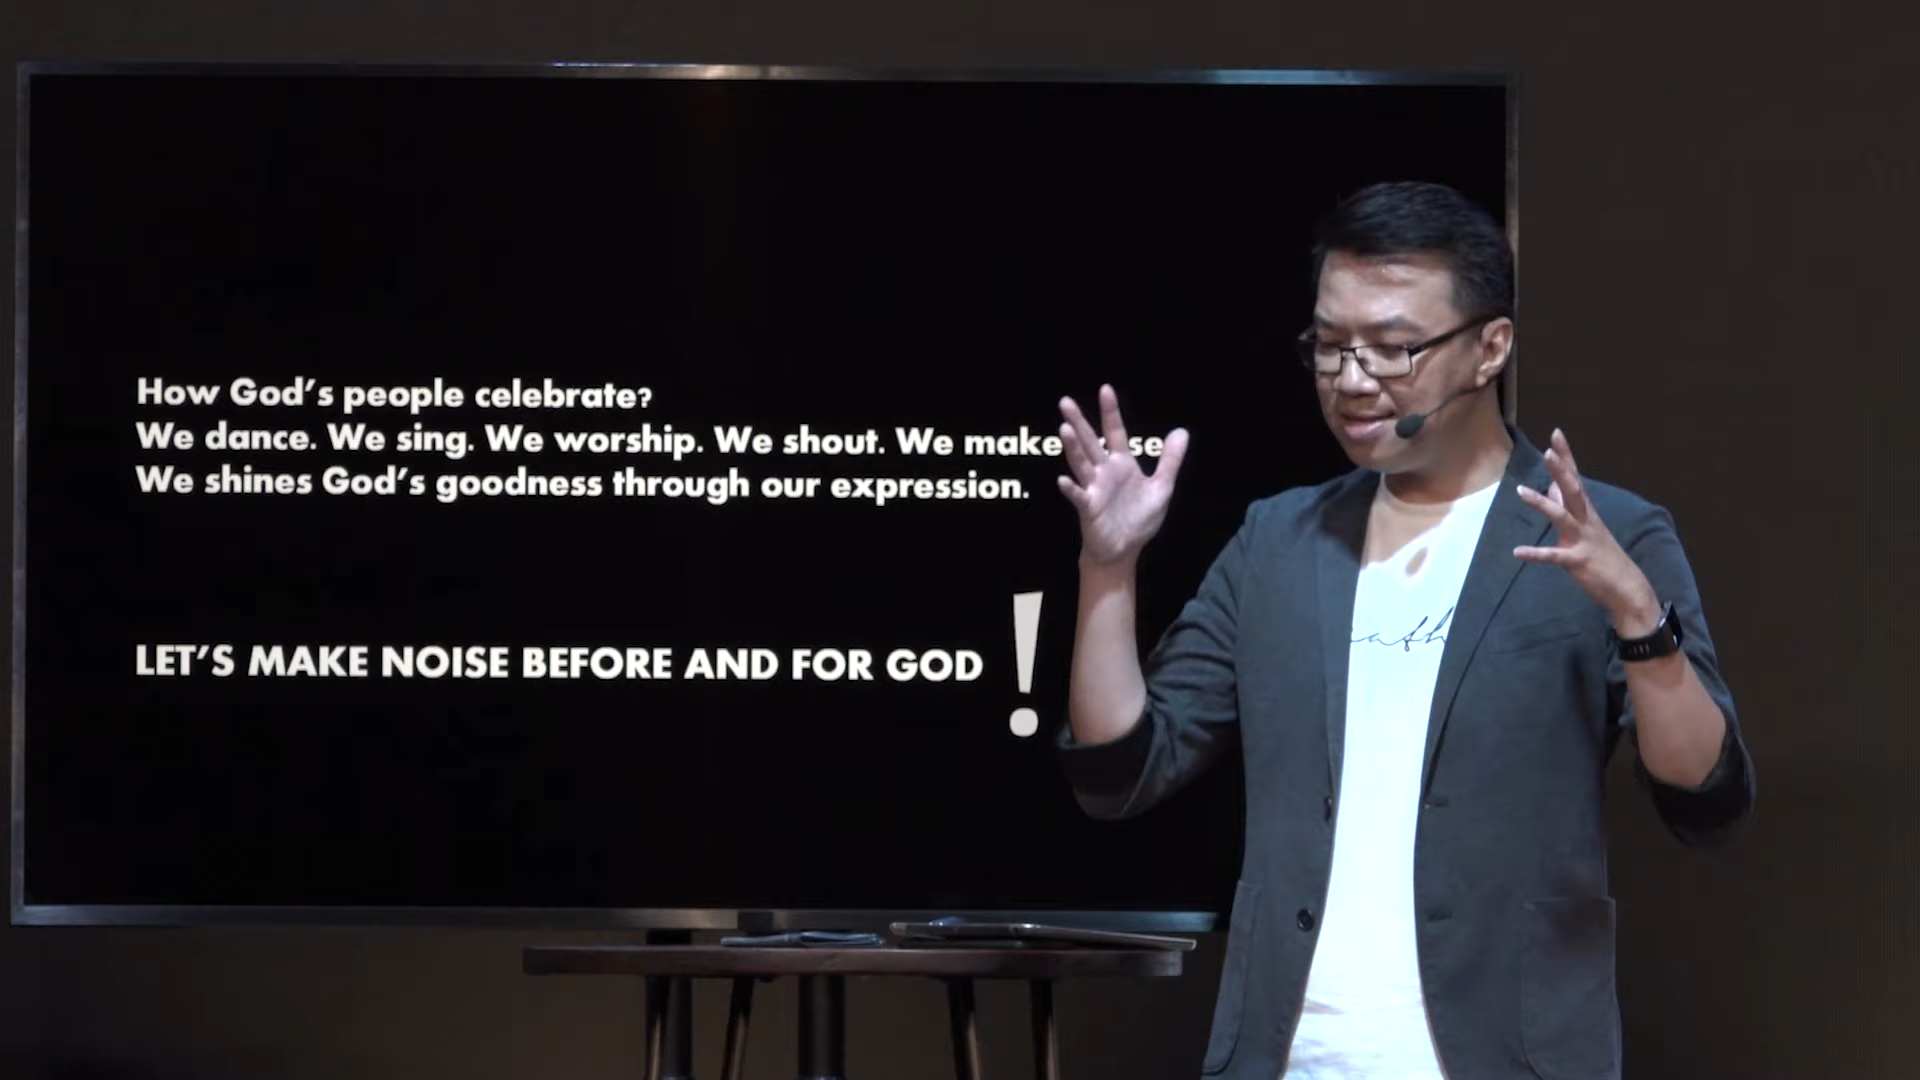 How God's people celebrate?
We dance. We sing. We worship. We shout. We make
We shines God's goodness through our expression.
LET'S MAKE NOISE BEFORE AND FOR GOD !